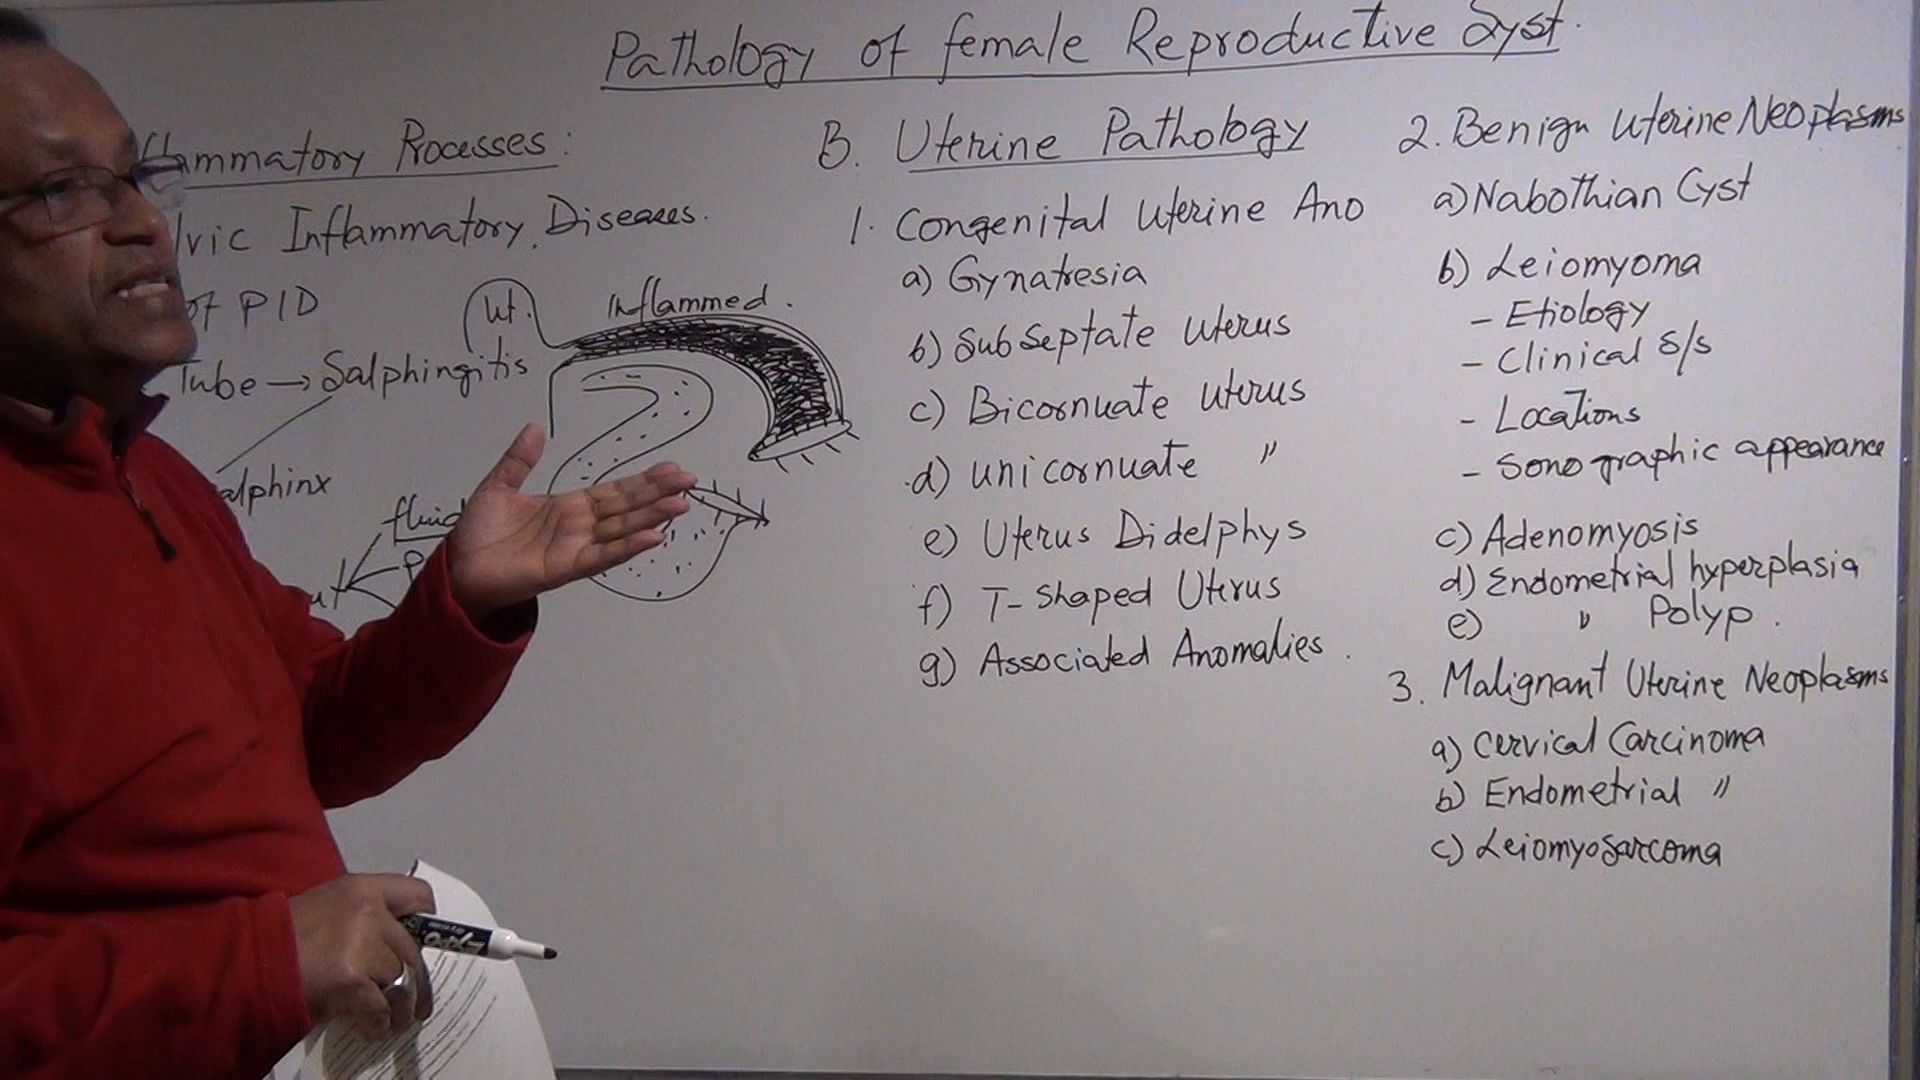 Pathology of female Reproductive Syst.
flammatory Processes:
lvic Inflammatory Diseases.
of PID
Tube → Salphingitis
alphinx
fluid
Ut.
Inflammed.
B. Uterine Pathology
1. Congenital Uterine Ano
a) Gynatresia
b) Subseptate Uterus
c) Bicornuate Uterus
d) Unicornuate "
e) Uterus Didelphys
f) T-Shaped Uterus
g) Associated Anomalies.
2. Benign Uterine Neoplasms
a) Nabothian Cyst
b) Leiomyoma
- Etiology
- Clinical S/s
- Locations
- Sonographic appearance
c) Adenomyosis
d) Endometrial hyperplasia
e) " Polyp.
3. Malignant Uterine Neoplasms
a) Cervical Carcinoma
b) Endometrial "
c) Leiomyosarcoma
EXPO